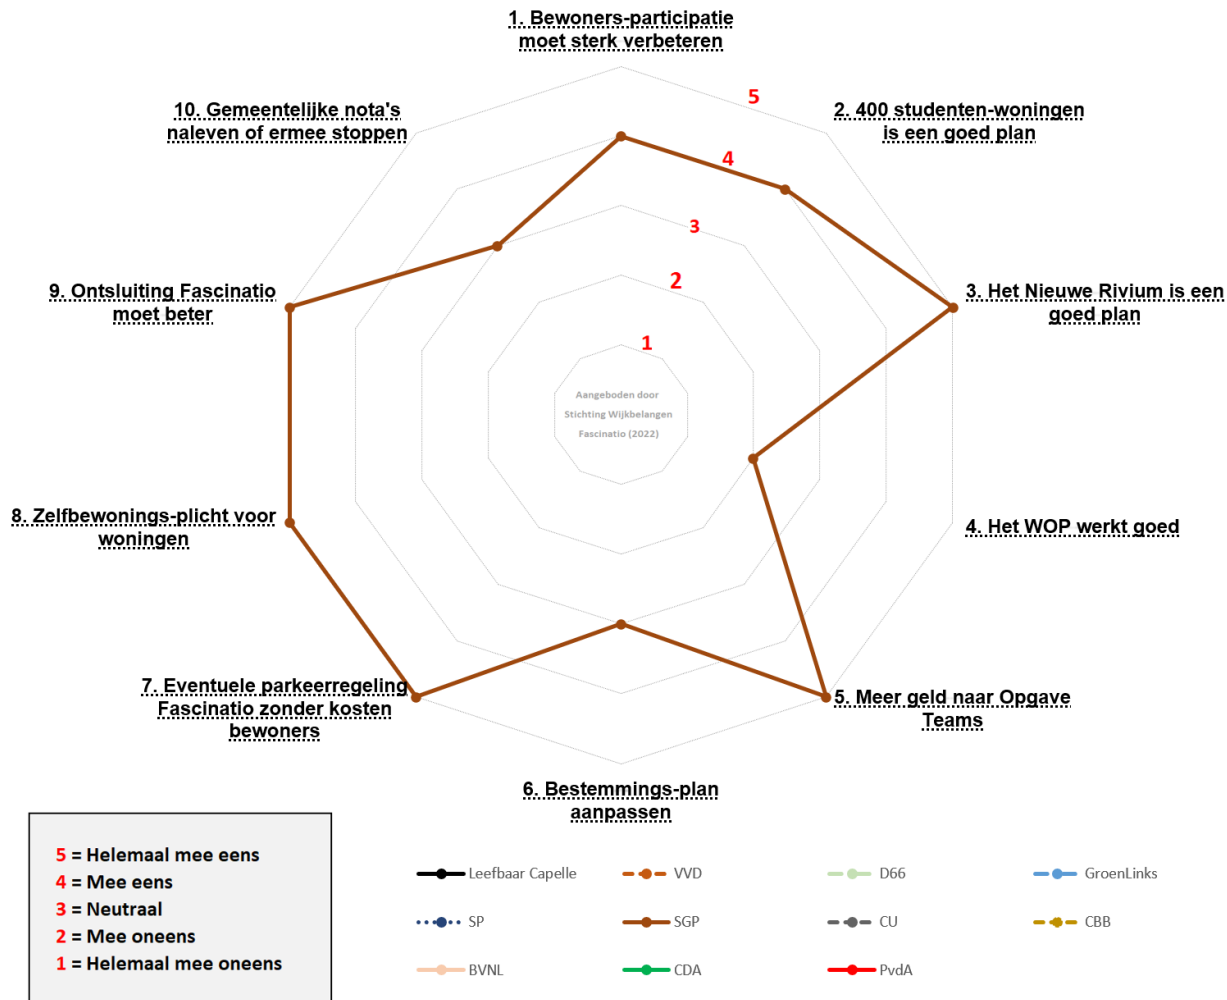 1. Bewoners-participatie
moet sterk verbeteren
5
10. Gemeentelijke nota's
naleven of ermee stoppen
2. 400 studenten-woningen
is een goed plan
4
3
2
9. Ontsluiting Fascinatio
moet beter
3. Het Nieuwe Rivium is een
goed plan
1
Aangeboden door
Stichting Wijkbelangen
Fascinatio (2022)
8. Zelfbewonings-plicht voor
woningen
4. Het WOP werkt goed
7. Eventuele parkeerregeling
Fascinatio zonder kosten
bewoners
5. Meer geld naar Opgave
Teams
6. Bestemmings-plan
aanpassen
5 = Helemaal mee eens
4 = Mee eens
3 = Neutraal
2 = Mee oneens
1 = Helemaal mee oneens
Leefbaar Capelle
VVD
D66
GroenLinks
SP
SGP
CU
CBB
BVNL
CDA
PvdA